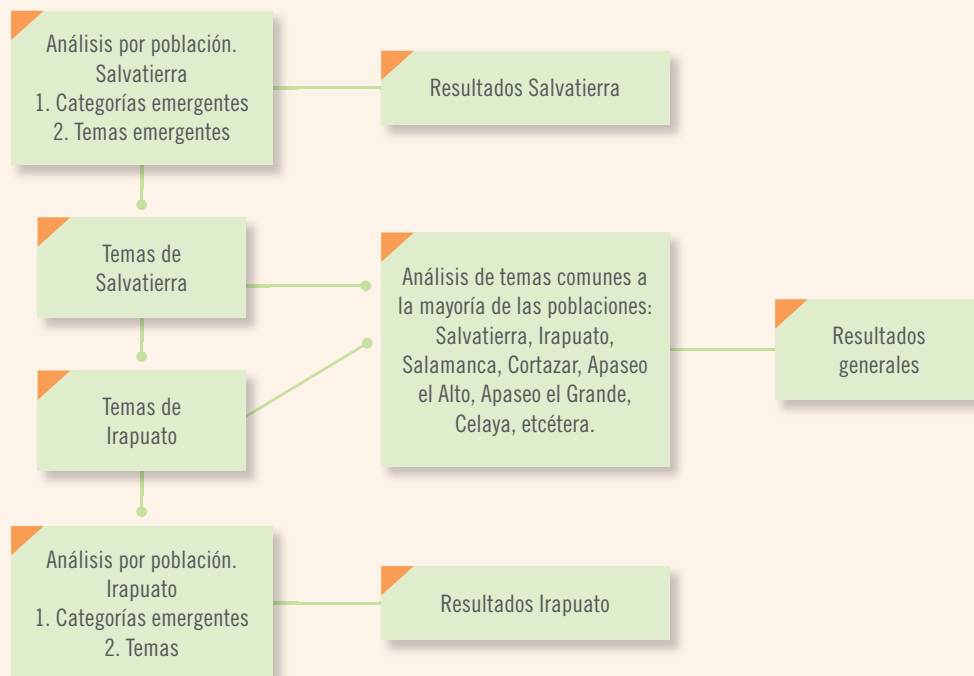 Análisis por población.
Salvatierra
1. Categorías emergentes
2. Temas emergentes
Resultados Salvatierra
Temas de
Salvatierra
Análisis de temas comunes a
la mayoría de las poblaciones:
Salvatierra, Irapuato,
Salamanca, Cortazar, Apaseo
el Alto, Apaseo el Grande,
Celaya, etcétera.
Resultados
generales
Temas de
Irapuato
Análisis por población.
Irapuato
1. Categorías emergentes
2. Temas
Resultados Irapuato